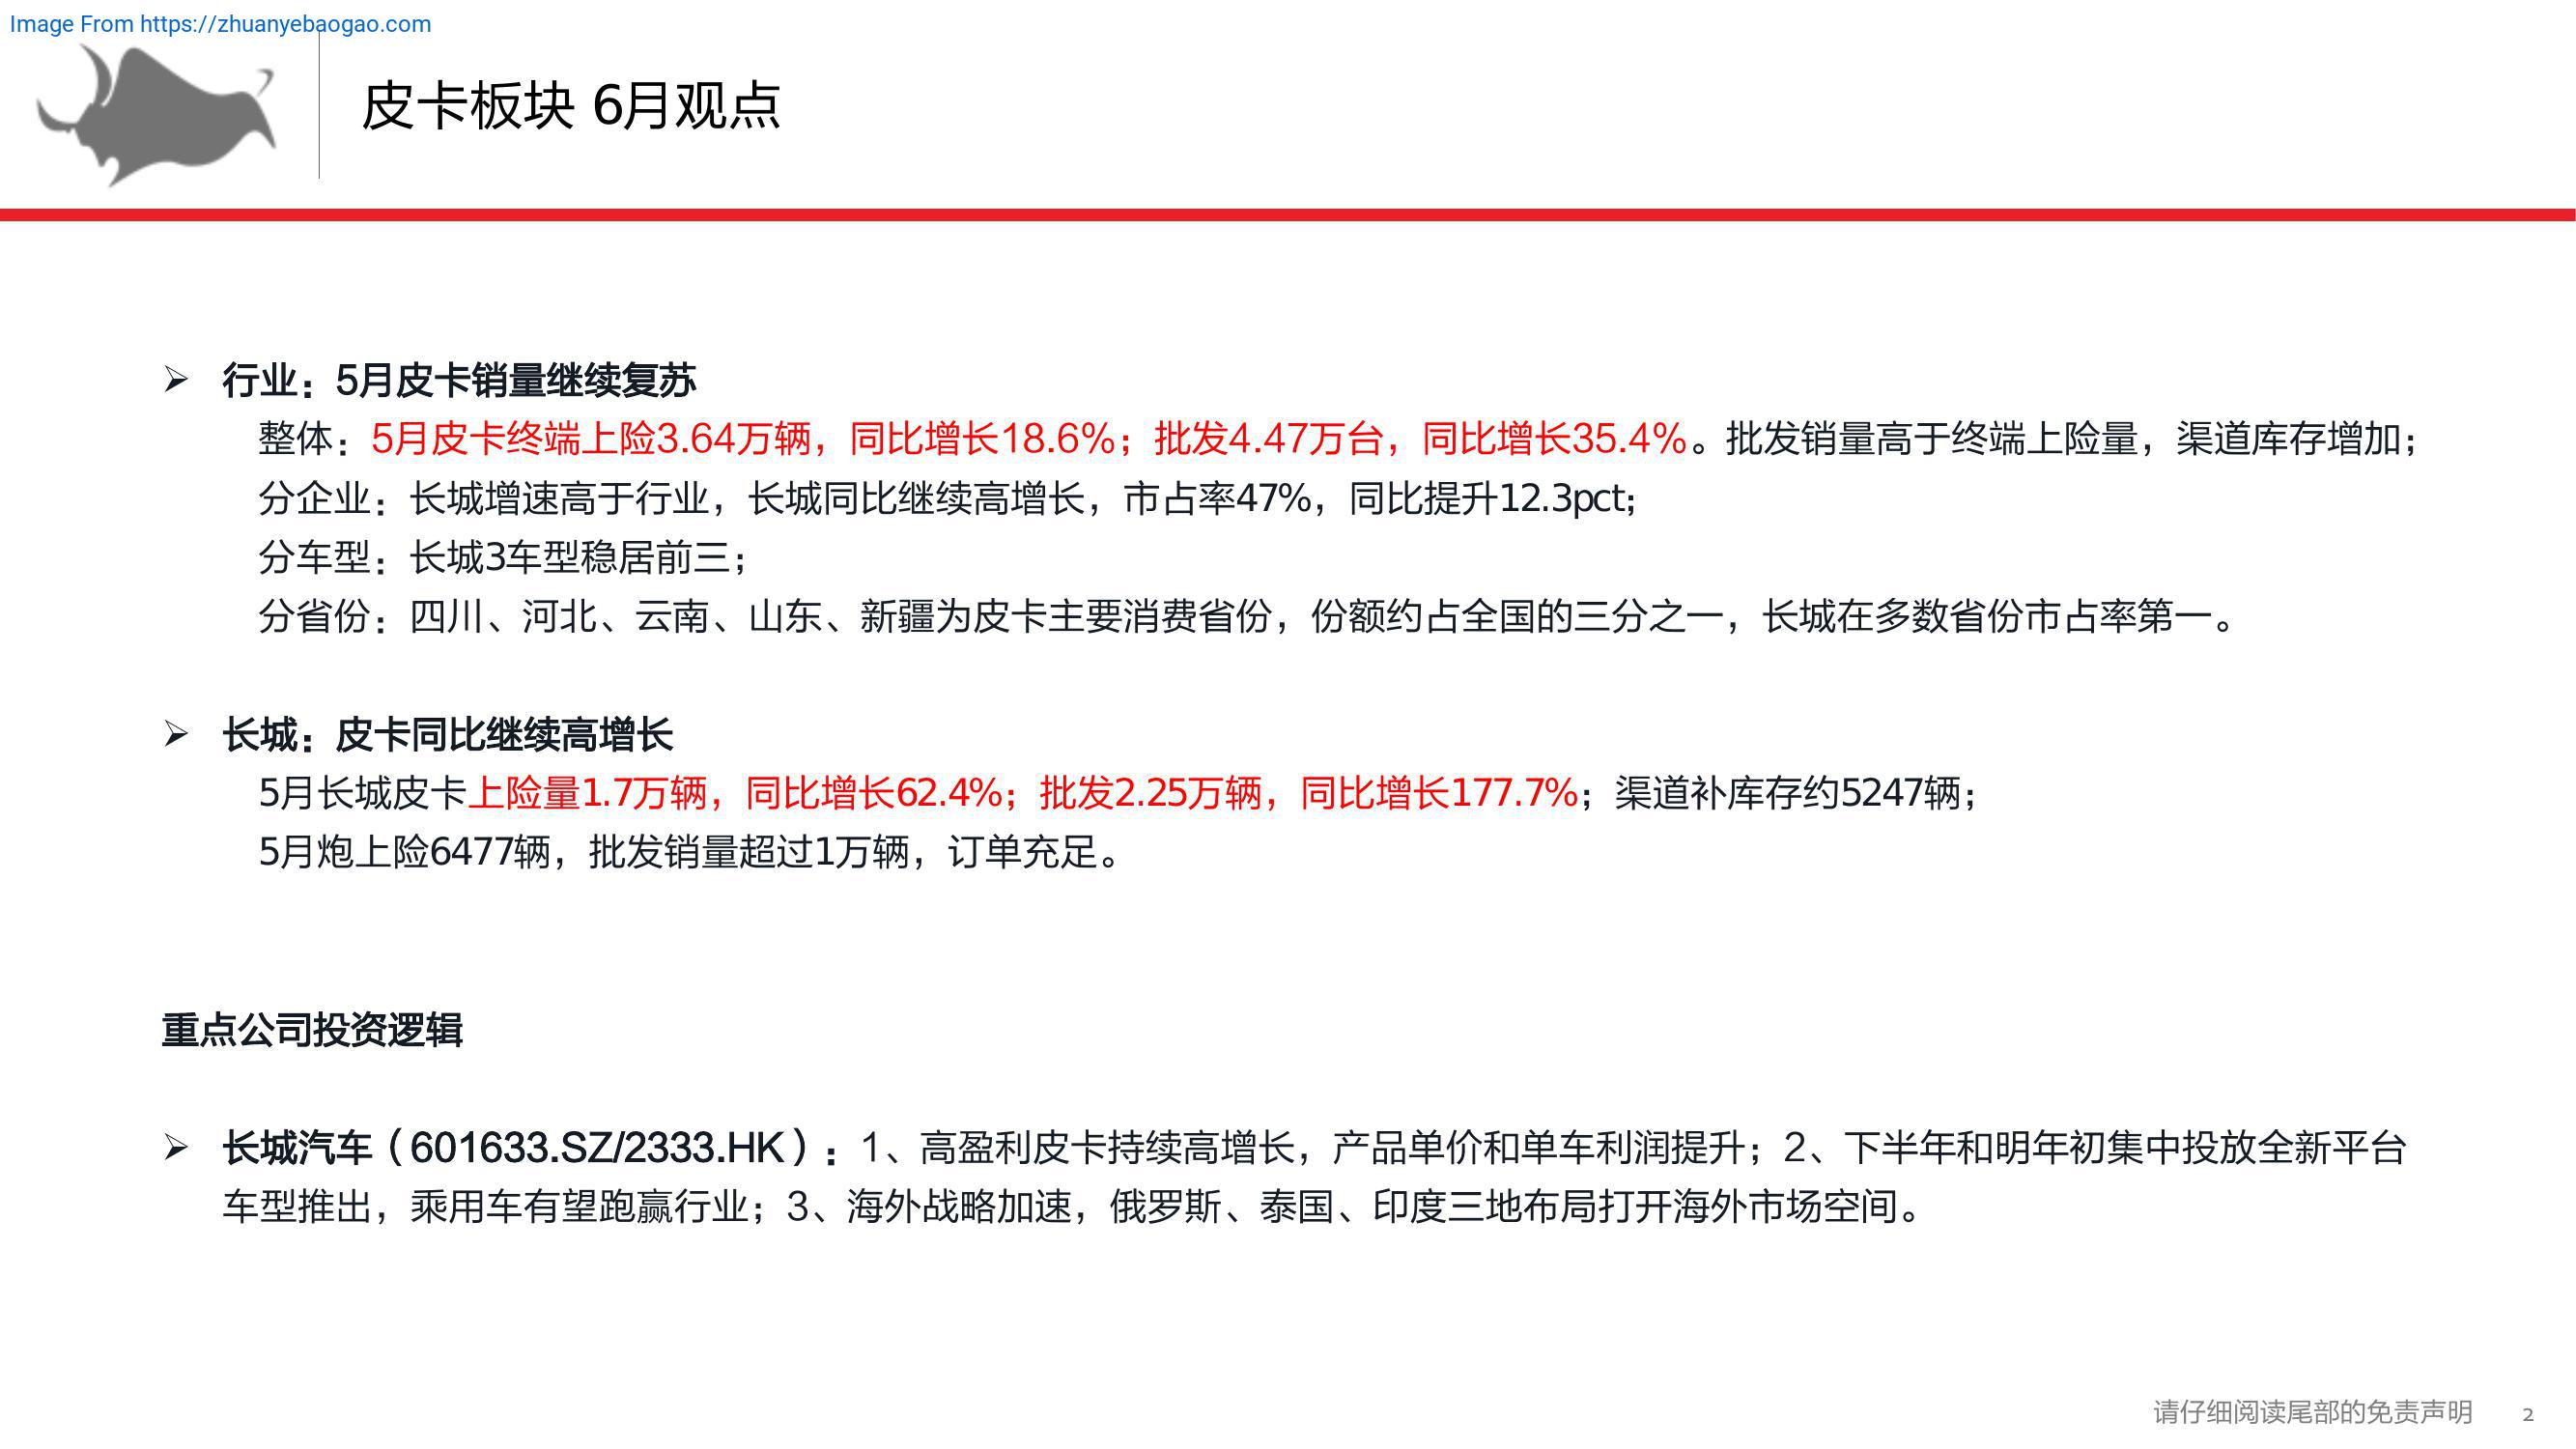 Image From https://zhuanyebaogao.com
皮卡板块 6月观点
➢ 行业：5月皮卡销量继续复苏
整体：5月皮卡终端上险3.64万辆，同比增长18.6%；批发4.47万台，同比增长35.4%。批发销量高于终端上险量，渠道库存增加；
分企业：长城增速高于行业，长城同比继续高增长，市占率47%，同比提升12.3pct；
分车型：长城3车型稳居前三；
分省份：四川、河北、云南、山东、新疆为皮卡主要消费省份，份额约占全国的三分之一，长城在多数省份市占率第一。
➢ 长城：皮卡同比继续高增长
5月长城皮卡上险量1.7万辆，同比增长62.4%；批发2.25万辆，同比增长177.7%；渠道补库存约5247辆；
5月炮上险6477辆，批发销量超过1万辆，订单充足。
重点公司投资逻辑
➢ 长城汽车（601633.SZ/2333.HK）：1、高盈利皮卡持续高增长，产品单价和单车利润提升；2、下半年和明年初集中投放全新平台
车型推出，乘用车有望跑赢行业；3、海外战略加速，俄罗斯、泰国、印度三地布局打开海外市场空间。
请仔细阅读尾部的免责声明 2